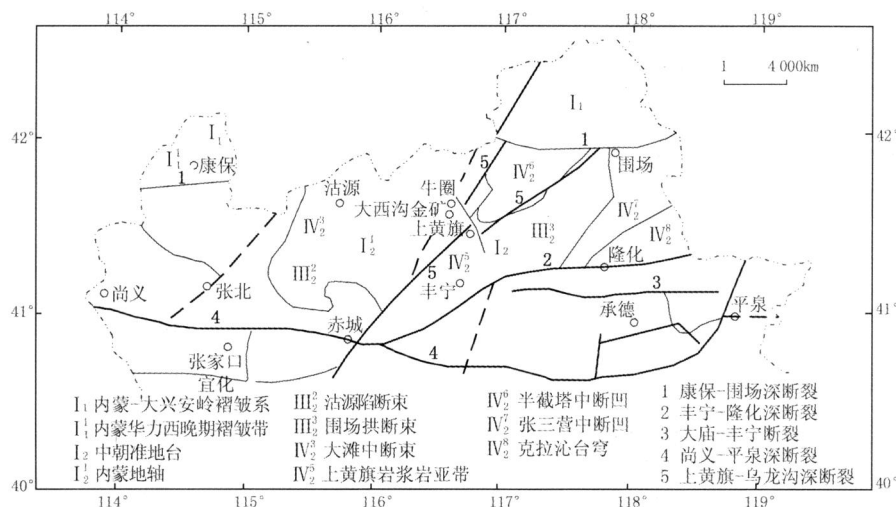 114° 115° 116° 117° 118° 119°
1 4 000km
I₁
42° 42°
I₁
I¹₁ 康保 1 围场
1 5 IV⁶₂
沽源 牛圈 5 IV⁷₂
大西沟金矿
IV³₂ 上黄旗 III³₂ IV⁸₂
I¹₂ I₂
III²₂ 5 IV⁵₂ 2 隆化
尚义 张北 丰宁 3
41° 承德 平泉 41°
4 赤城
张家口 4
宣化
I₁ 内蒙-大兴安岭褶皱系 III²₂ 沽源陷断束 IV⁶₂ 半截塔中断凹 1 康保-围场深断裂
I¹₁ 内蒙华力西晚期褶皱带 III³₂ 围场拱断束 IV⁷₂ 张三营中断凹 2 丰宁-隆化深断裂
I₂ 中朝准地台 IV³₂ 大滩中断束 IV⁸₂ 克拉沁台穹 3 大庙-丰宁断裂
I¹₂ 内蒙地轴 IV⁵₂ 上黄旗岩浆岩亚带 4 尚义-平泉深断裂
5 上黄旗-乌龙沟深断裂
40° 40°
114° 115° 116° 117° 118° 119°